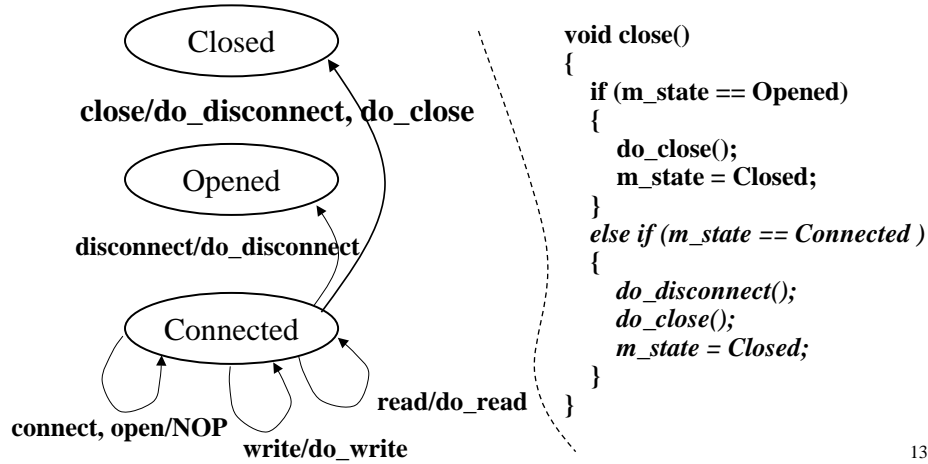 Closed
close/do_disconnect, do_close
Opened
disconnect/do_disconnect
Connected
read/do_read
connect, open/NOP
write/do_write
void close()
{
if (m_state == Opened)
{
do_close();
m_state = Closed;
}
else if (m_state == Connected )
{
do_disconnect();
do_close();
m_state = Closed;
}
}
13